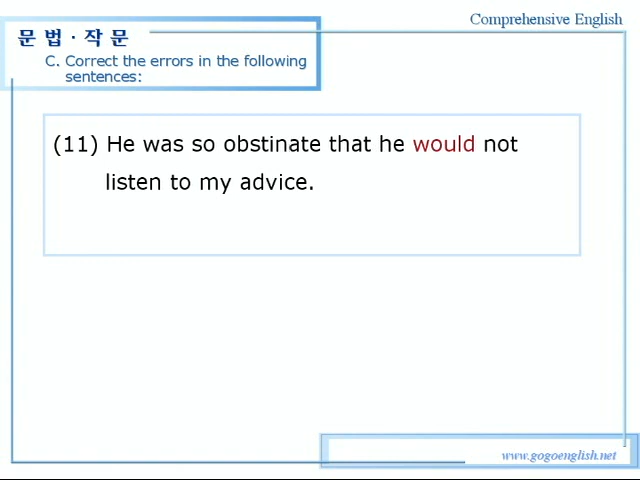 Comprehensive English
문 법 · 작 문
C. Correct the errors in the following
sentences:
(11) He was so obstinate that he would not
listen to my advice.
www.gogoenglish.net